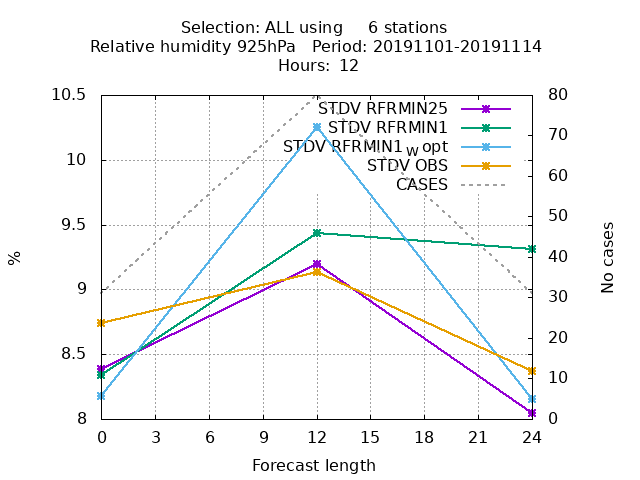 Selection: ALL using     6 stations
Relative humidity 925hPa   Period: 20191101-20191114
Hours:  12
STDV RFRMIN25
STDV RFRMIN1
STDV RFRMIN1_w opt
STDV OBS
CASES
10.5
10
9.5
9
8.5
8
%
80
70
60
50
40
30
20
10
0
No cases
0 3 6 9 12 15 18 21 24
Forecast length